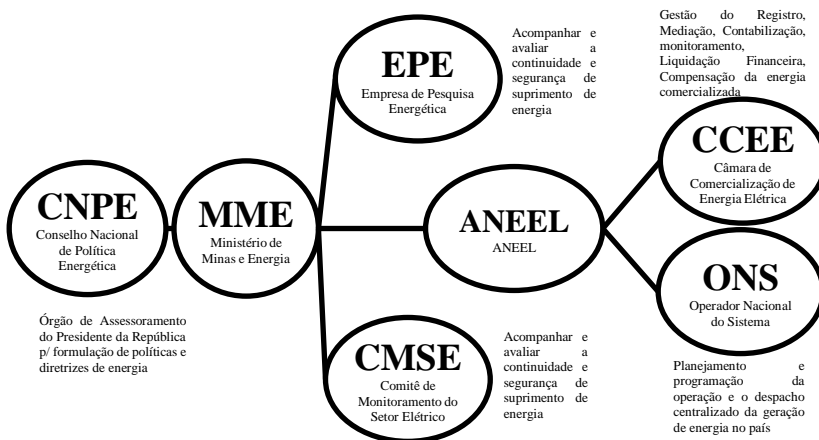 Acompanhar e
avaliar a
continuidade e
segurança de
suprimento de
energia
Gestão do Registro,
Mediação, Contabilização,
monitoramento,
Liquidação Financeira,
Compensação da energia
comercializada
EPE
Empresa de Pesquisa
Energética
CCEE
Câmara de
Comercialização de
Energia Elétrica
CNPE
Conselho Nacional
de Política
Energética
MME
Ministério de
Minas e Energia
ANEEL
ANEEL
ONS
Operador Nacional
do Sistema
Órgão de Assessoramento
do Presidente da República
p/ formulação de políticas e
diretrizes de energia
CMSE
Comitê de
Monitoramento do
Setor Elétrico
Acompanhar e
avaliar a
continuidade e
segurança de
suprimento de
energia
Planejamento e
programação da
operação e o despacho
centralizado da geração
de energia no país